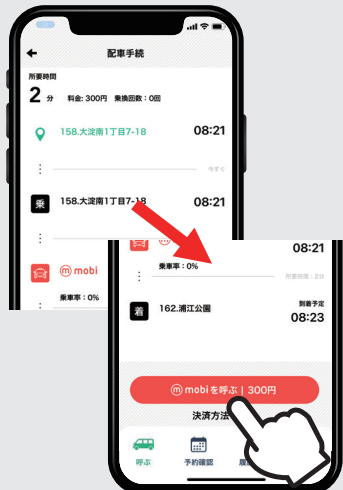 配車手続
所要時間
2 分 料金: 300円 乗換回数：0回
158.大淀南1丁目7-18 08:21
今すぐ
乗 158.大淀南1丁目7-18 08:21
mobi
乗車率：0%
08:21
乗車率：0%
所要時間：2分
着 162.浦江公園 到着予定
08:23
mobiを呼ぶ | 300円
決済方法
呼ぶ 予約確認